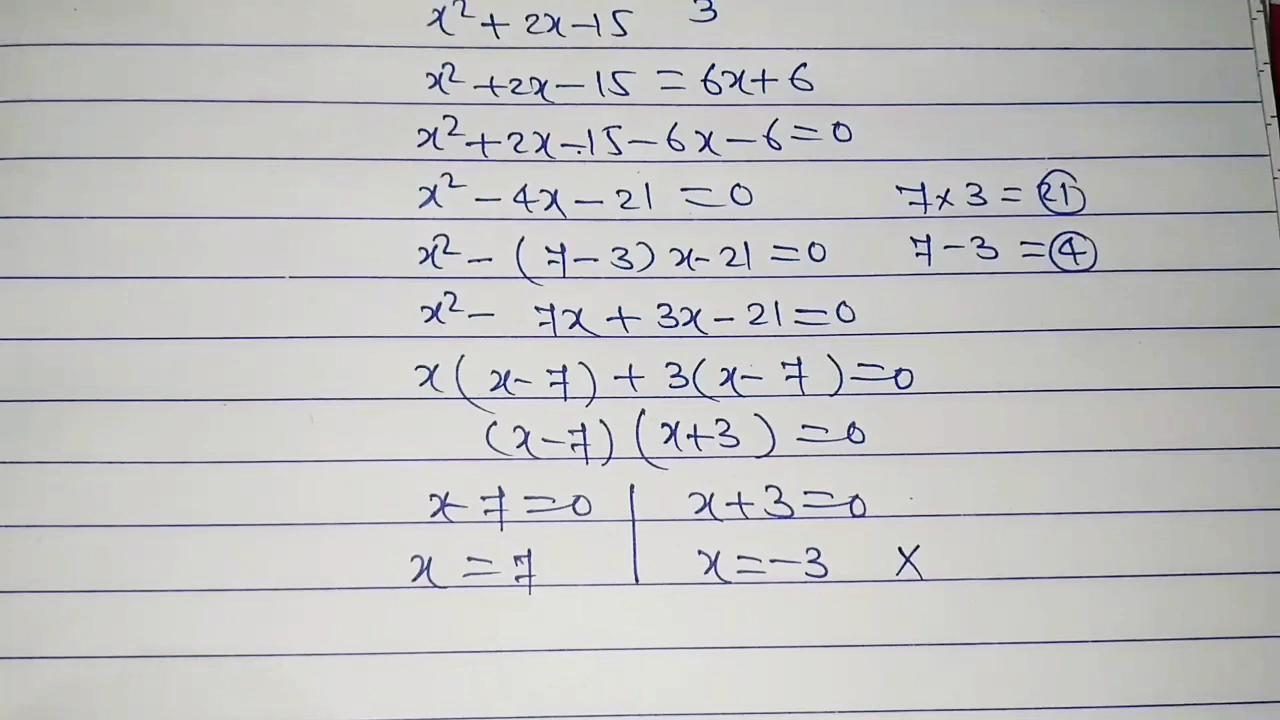 x² + 2x - 15 3
x² + 2x - 15 = 6x + 6
x² + 2x - 15 - 6x - 6 = 0
x² - 4x - 21 = 0 7 × 3 = 21
x² - (7 - 3) x - 21 = 0 7 - 3 = 4
x² - 7x + 3x - 21 = 0
x(x - 7) + 3(x - 7) = 0
(x - 7) (x + 3) = 0
x - 7 = 0 | x + 3 = 0
x = 7 | x = -3 ×